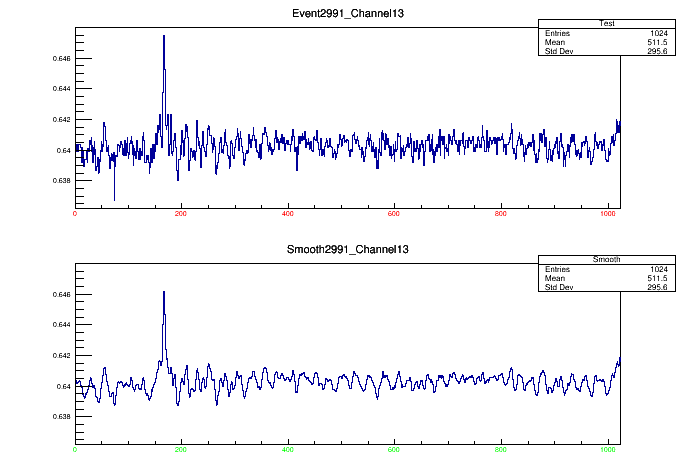 Event2991_Channel13
Test
Entries 1024
Mean 511.5
Std Dev 295.6
0.646
0.644
0.642
0.64
0.638
0 200 400 600 800 1000
Smooth2991_Channel13
Smooth
Entries 1024
Mean 511.5
Std Dev 295.6
0.646
0.644
0.642
0.64
0.638
0 200 400 600 800 1000